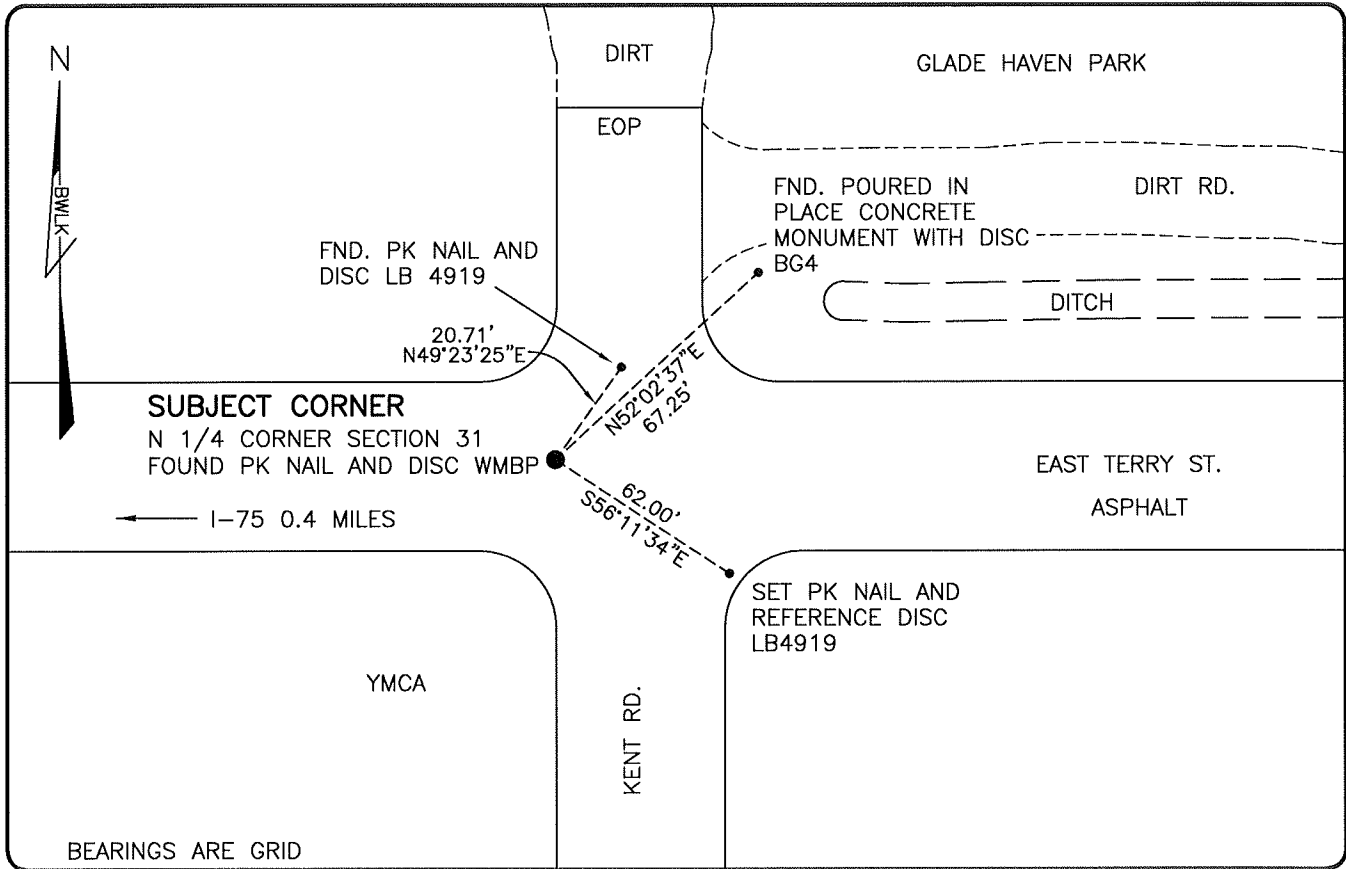 N
BWLK
DIRT
GLADE HAVEN PARK
EOP
FND. POURED IN
PLACE CONCRETE
MONUMENT WITH DISC
BG4
DIRT RD.
FND. PK NAIL AND
DISC LB 4919
DITCH
20.71'
N49°23'25"E
N52°02'37"E
67.25'
SUBJECT CORNER
N 1/4 CORNER SECTION 31
FOUND PK NAIL AND DISC WMBP
EAST TERRY ST.
ASPHALT
I-75 0.4 MILES
62.00'
S56°11'34"E
SET PK NAIL AND
REFERENCE DISC
LB4919
YMCA
KENT RD.
BEARINGS ARE GRID